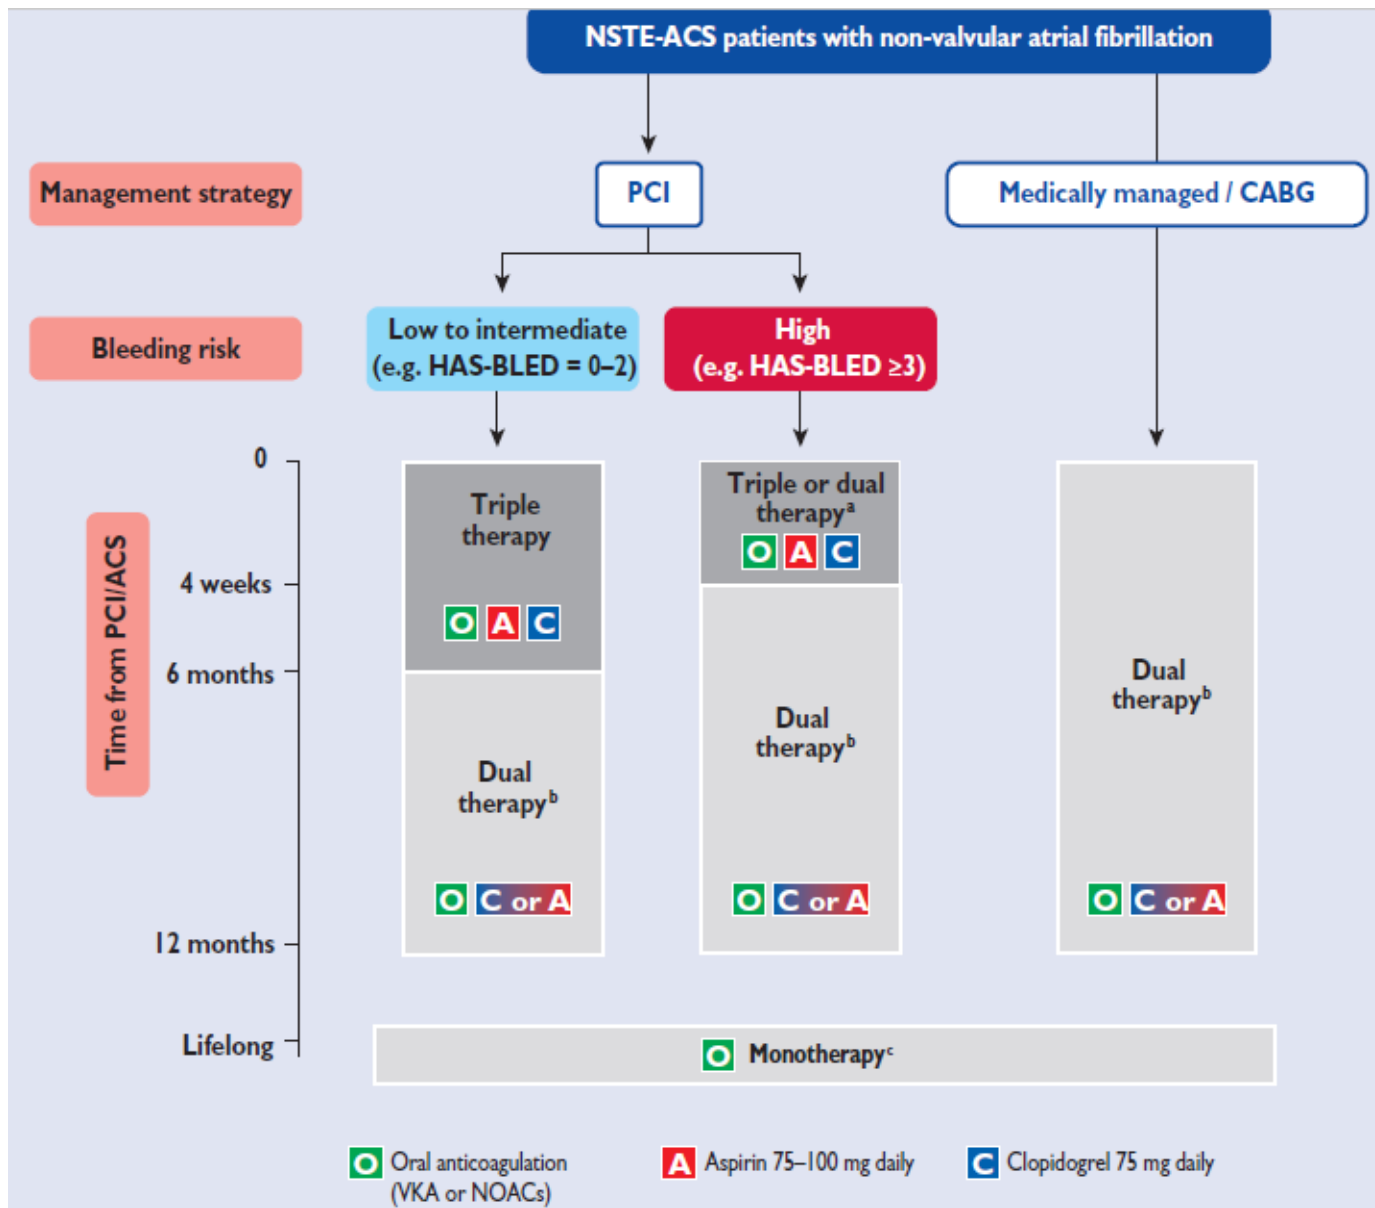 NSTE-ACS patients with non-valvular atrial fibrillation
Management strategy
PCI
Medically managed / CABG
Bleeding risk
Low to intermediate
(e.g. HAS-BLED = 0–2)
High
(e.g. HAS-BLED ≥3)
Time from PCI/ACS
0
4 weeks
6 months
12 months
Lifelong
Triple
therapy
O A C
Dual
therapyᵇ
O C or A
Triple or dual
therapyᵃ
O A C
Dual
therapyᵇ
O C or A
Dual
therapyᵇ
O C or A
O Monotherapyᶜ
O Oral anticoagulation
(VKA or NOACs)
A Aspirin 75–100 mg daily
C Clopidogrel 75 mg daily